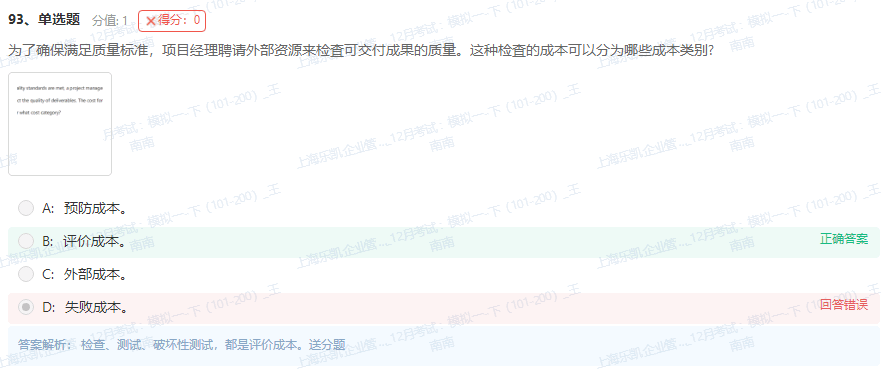 93、单选题 分值: 1 得分：0
为了确保满足质量标准，项目经理聘请外部资源来检查可交付成果的质量。这种检查的成本可以分为哪些成本类别?
ality standards are met, a project manage
ct the quality of deliverables. The cost for
r what cost category?
A: 预防成本。
B: 评价成本。 正确答案
C: 外部成本。
D: 失败成本。 回答错误
答案解析： 检查、测试、破坏性测试，都是评价成本。送分题
上海乐凯企业管..._12月考试：模拟一-下（101-200）_王
南南